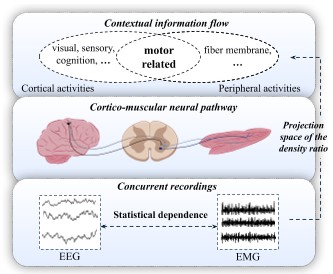 Contextual information flow
visual, sensory,
cognition, ...
motor
related
fiber membrane,
...
Cortical activities
Peripheral activities
Cortico-muscular neural pathway
Projection
space of the
density ratio
Concurrent recordings
Statistical dependence
EEG
EMG